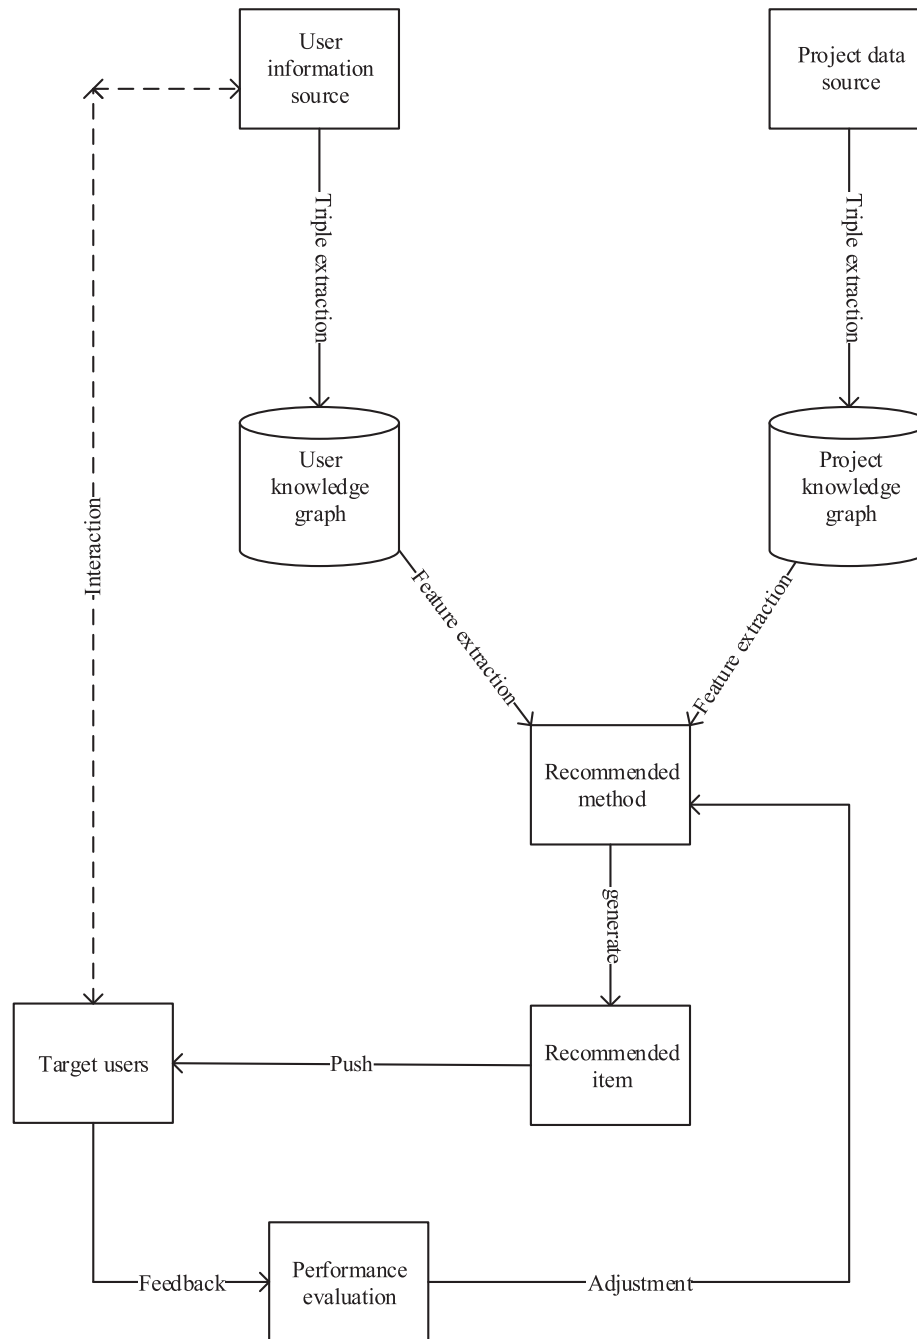 User
information
source
Project data
source
Triple extraction
Triple extraction
User
knowledge
graph
Project
knowledge
graph
Interaction
Feature extraction
Feature extraction
Recommended
method
generate
Target users
Push
Recommended
item
Feedback
Performance
evaluation
Adjustment